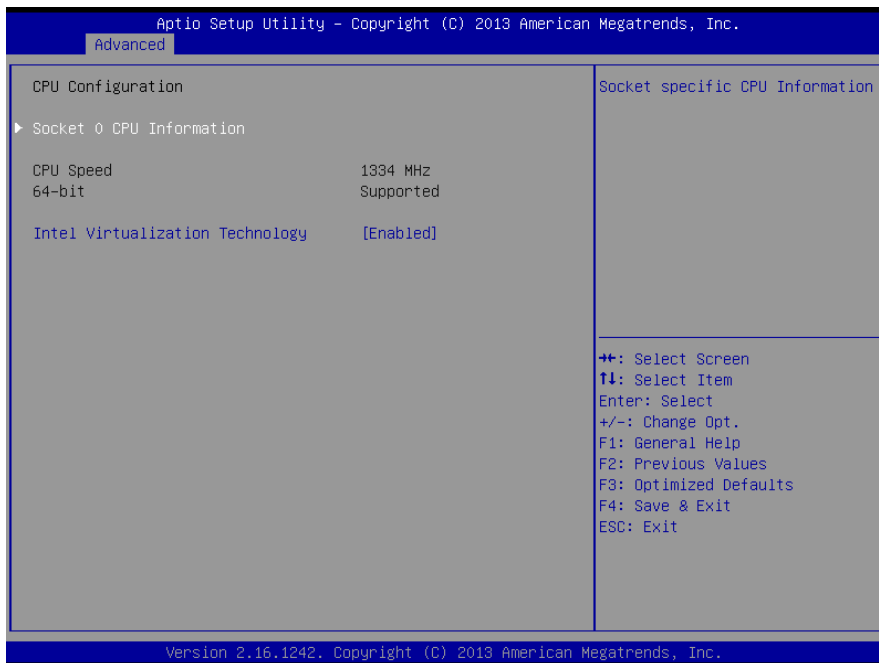 Aptio Setup Utility – Copyright (C) 2013 American Megatrends, Inc.
Advanced
CPU Configuration
Socket 0 CPU Information
CPU Speed 1334 MHz
64-bit Supported
Intel Virtualization Technology [Enabled]
Socket specific CPU Information
→←: Select Screen
↑↓: Select Item
Enter: Select
+/-: Change Opt.
F1: General Help
F2: Previous Values
F3: Optimized Defaults
F4: Save & Exit
ESC: Exit
Version 2.16.1242. Copyright (C) 2013 American Megatrends, Inc.